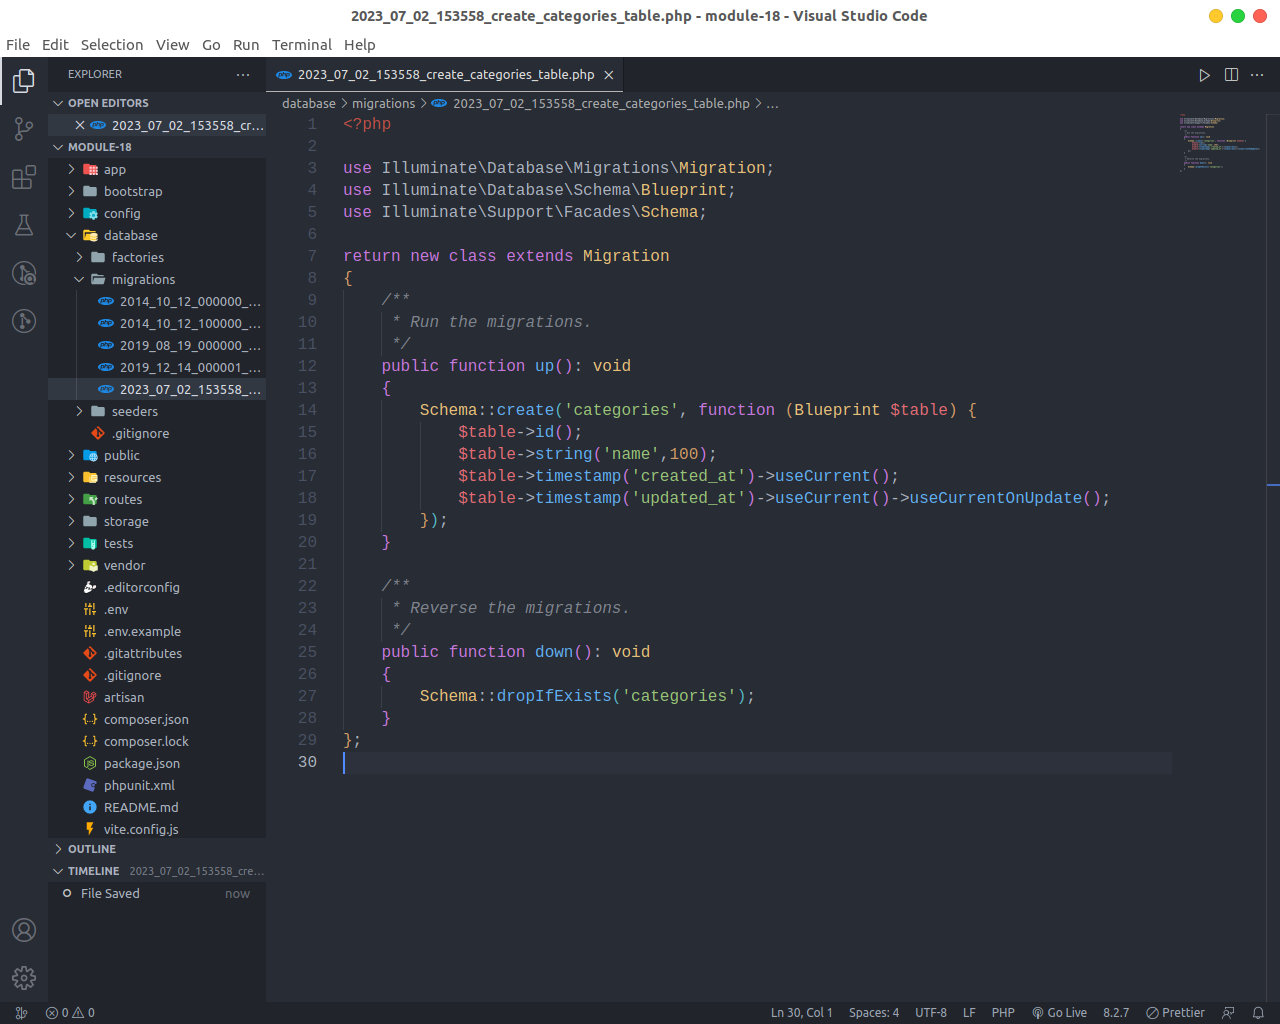 2023_07_02_153558_create_categories_table.php - module-18 - Visual Studio Code
File Edit Selection View Go Run Terminal Help
EXPLORER
OPEN EDITORS
2023_07_02_153558_cr...
MODULE-18
app
bootstrap
config
database
factories
migrations
2014_10_12_000000_...
2014_10_12_100000_...
2019_08_19_000000_...
2019_12_14_000001_...
2023_07_02_153558_...
seeders
.gitignore
public
resources
routes
storage
tests
vendor
.editorconfig
.env
.env.example
.gitattributes
.gitignore
artisan
composer.json
composer.lock
package.json
phpunit.xml
README.md
vite.config.js
OUTLINE
TIMELINE 2023_07_02_153558_cre...
File Saved now
2023_07_02_153558_create_categories_table.php
database > migrations > 2023_07_02_153558_create_categories_table.php > ...
1 <?php
2
3 use Illuminate\Database\Migrations\Migration;
4 use Illuminate\Database\Schema\Blueprint;
5 use Illuminate\Support\Facades\Schema;
6
7 return new class extends Migration
8 {
9     /**
10      * Run the migrations.
11      */
12     public function up(): void
13     {
14         Schema::create('categories', function (Blueprint $table) {
15             $table->id();
16             $table->string('name',100);
17             $table->timestamp('created_at')->useCurrent();
18             $table->timestamp('updated_at')->useCurrent()->useCurrentOnUpdate();
19         });
20     }
21
22     /**
23      * Reverse the migrations.
24      */
25     public function down(): void
26     {
27         Schema::dropIfExists('categories');
28     }
29 };
30
0 0 Ln 30, Col 1 Spaces: 4 UTF-8 LF PHP Go Live 8.2.7 Prettier